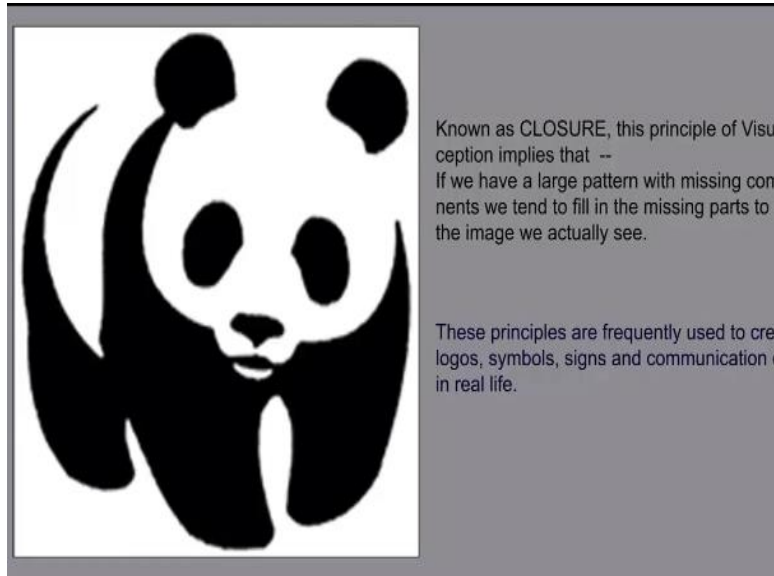 Known as CLOSURE, this principle of Visu
ception implies that --
If we have a large pattern with missing com
nents we tend to fill in the missing parts to
the image we actually see.
These principles are frequently used to cre
logos, symbols, signs and communication
in real life.